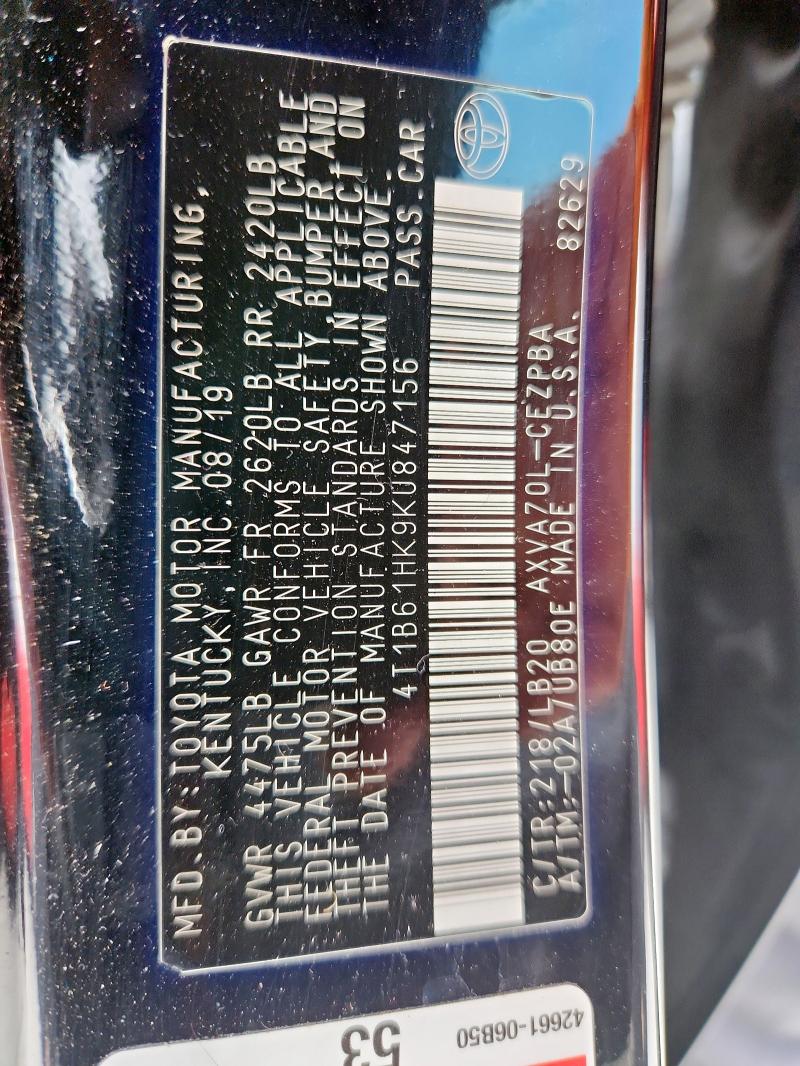 MFD.BY:TOYOTA MOTOR MANUFACTURING,
KENTUCKY,INC 08/19
GVWR 4475LB GAWR FR 2620LB RR 2420LB
THIS VEHICLE CONFORMS TO ALL APPLICABLE
FEDERAL MOTOR VEHICLE SAFETY,BUMPER AND
THEFT PREVENTION STANDARDS IN EFFECT ON
THE DATE OF MANUFACTURE SHOWN ABOVE.
4T1B61HK9KU847156 PASS.CAR
C/TR:218/LB20 AXVA70L-CEZPBA
A/TM:-02A/UB80E MADE IN U.S.A. 82629
53
42661-06B50